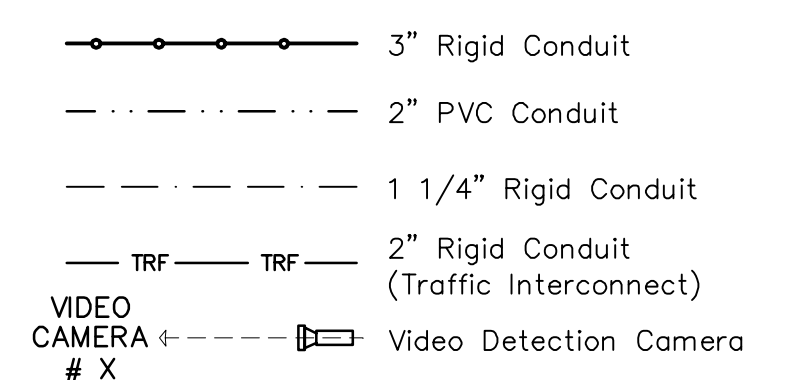 3” Rigid Conduit
2” PVC Conduit
1 1/4” Rigid Conduit
TRF TRF
2” Rigid Conduit
(Traffic Interconnect)
VIDEO
CAMERA
# X
Video Detection Camera